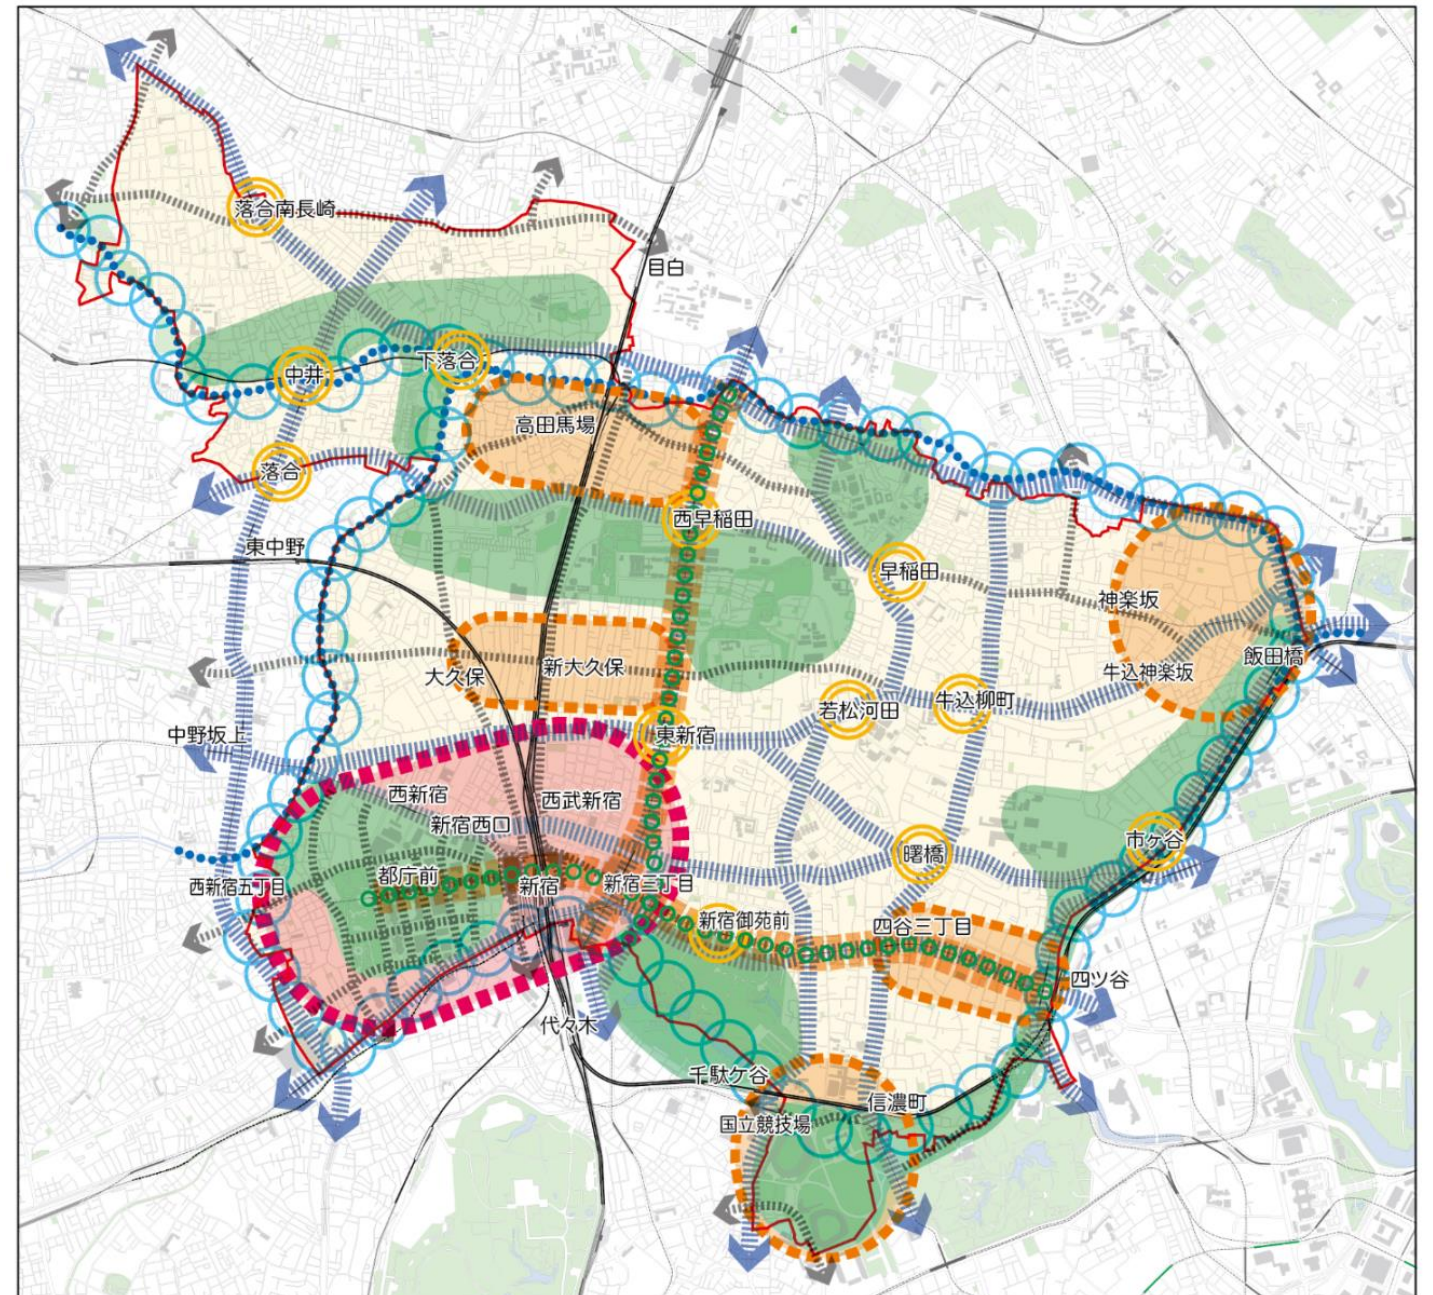 落合南長崎
目白
下落合
中井
高田馬場
落合
西早稲田
東中野
早稲田
神楽坂
飯田橋
新大久保
大久保
牛込神楽坂
若松河田
牛込柳町
中野坂上
東新宿
西新宿
西武新宿
新宿西口
市ヶ谷
曙橋
都庁前
新宿
新宿三丁目
西新宿五丁目
新宿御苑前
四谷三丁目
四ツ谷
代々木
千駄ケ谷
信濃町
国立競技場